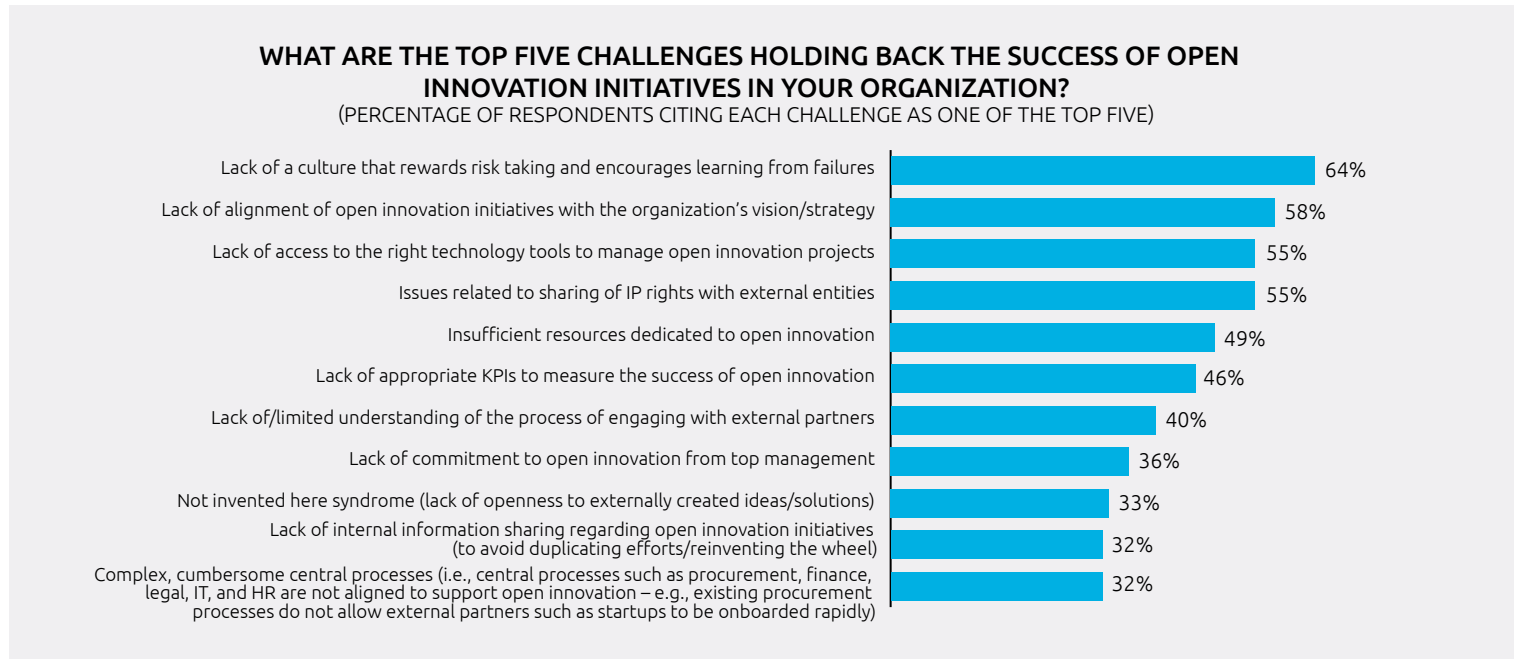 WHAT ARE THE TOP FIVE CHALLENGES HOLDING BACK THE SUCCESS OF OPEN
INNOVATION INITIATIVES IN YOUR ORGANIZATION?
(PERCENTAGE OF RESPONDENTS CITING EACH CHALLENGE AS ONE OF THE TOP FIVE)
Lack of a culture that rewards risk taking and encourages learning from failures 64%
Lack of alignment of open innovation initiatives with the organization’s vision/strategy 58%
Lack of access to the right technology tools to manage open innovation projects 55%
Issues related to sharing of IP rights with external entities 55%
Insufficient resources dedicated to open innovation 49%
Lack of appropriate KPIs to measure the success of open innovation 46%
Lack of/limited understanding of the process of engaging with external partners 40%
Lack of commitment to open innovation from top management 36%
Not invented here syndrome (lack of openness to externally created ideas/solutions) 33%
Lack of internal information sharing regarding open innovation initiatives
(to avoid duplicating efforts/reinventing the wheel) 32%
Complex, cumbersome central processes (i.e., central processes such as procurement, finance,
legal, IT, and HR are not aligned to support open innovation – e.g., existing procurement 32%
processes do not allow external partners such as startups to be onboarded rapidly)